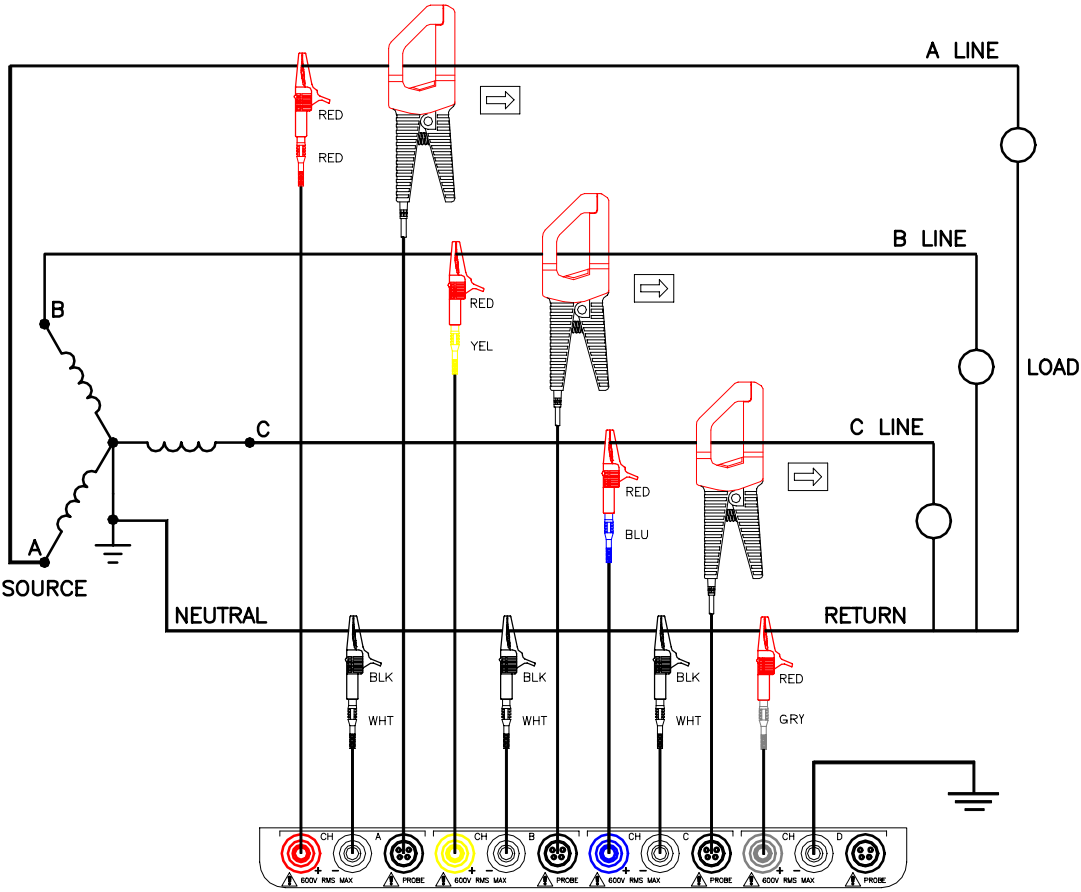 A LINE
RED
RED
B LINE
RED
YEL
B
LOAD
C
C LINE
RED
BLU
A
SOURCE
NEUTRAL
RETURN
BLK
BLK
BLK
RED
WHT
WHT
WHT
GRY
CH A CH B CH C CH D
+ − + − + − + −
600V RMS MAX PROBE 600V RMS MAX PROBE 600V RMS MAX PROBE 600V RMS MAX PROBE